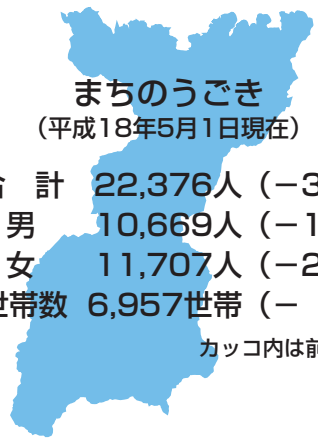 まちのうごき
（平成18年5月1日現在）
合 計 22,376人（－3
男 10,669人（－1
女 11,707人（－2
世帯数 6,957世帯（－
カッコ内は前